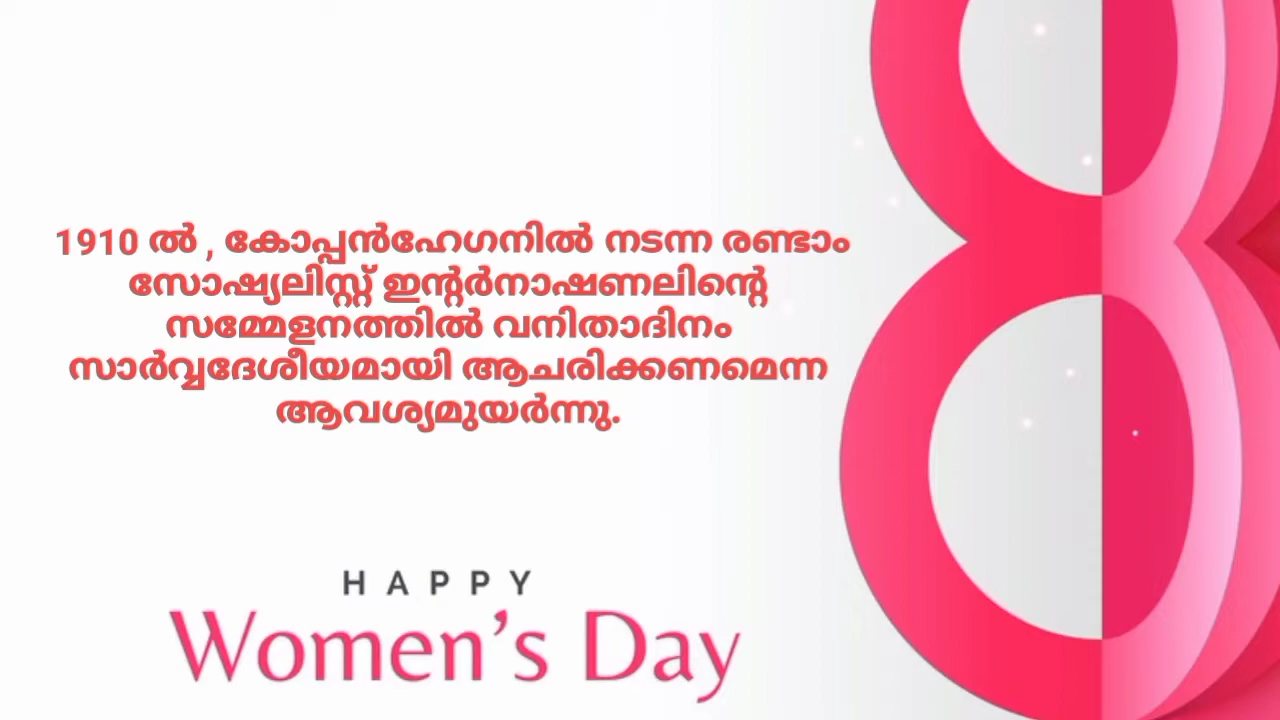 1910 ൽ , കോപ്പൻഹേഗനിൽ നടന്ന രണ്ടാം
സോഷ്യലിസ്റ്റ് ഇന്റർനാഷണലിന്റെ
സമ്മേളനത്തിൽ വനിതാദിനം
സാർവ്വദേശീയമായി ആചരിക്കണമെന്ന
ആവശ്യമുയർന്നു.
HAPPY
Women's Day
8